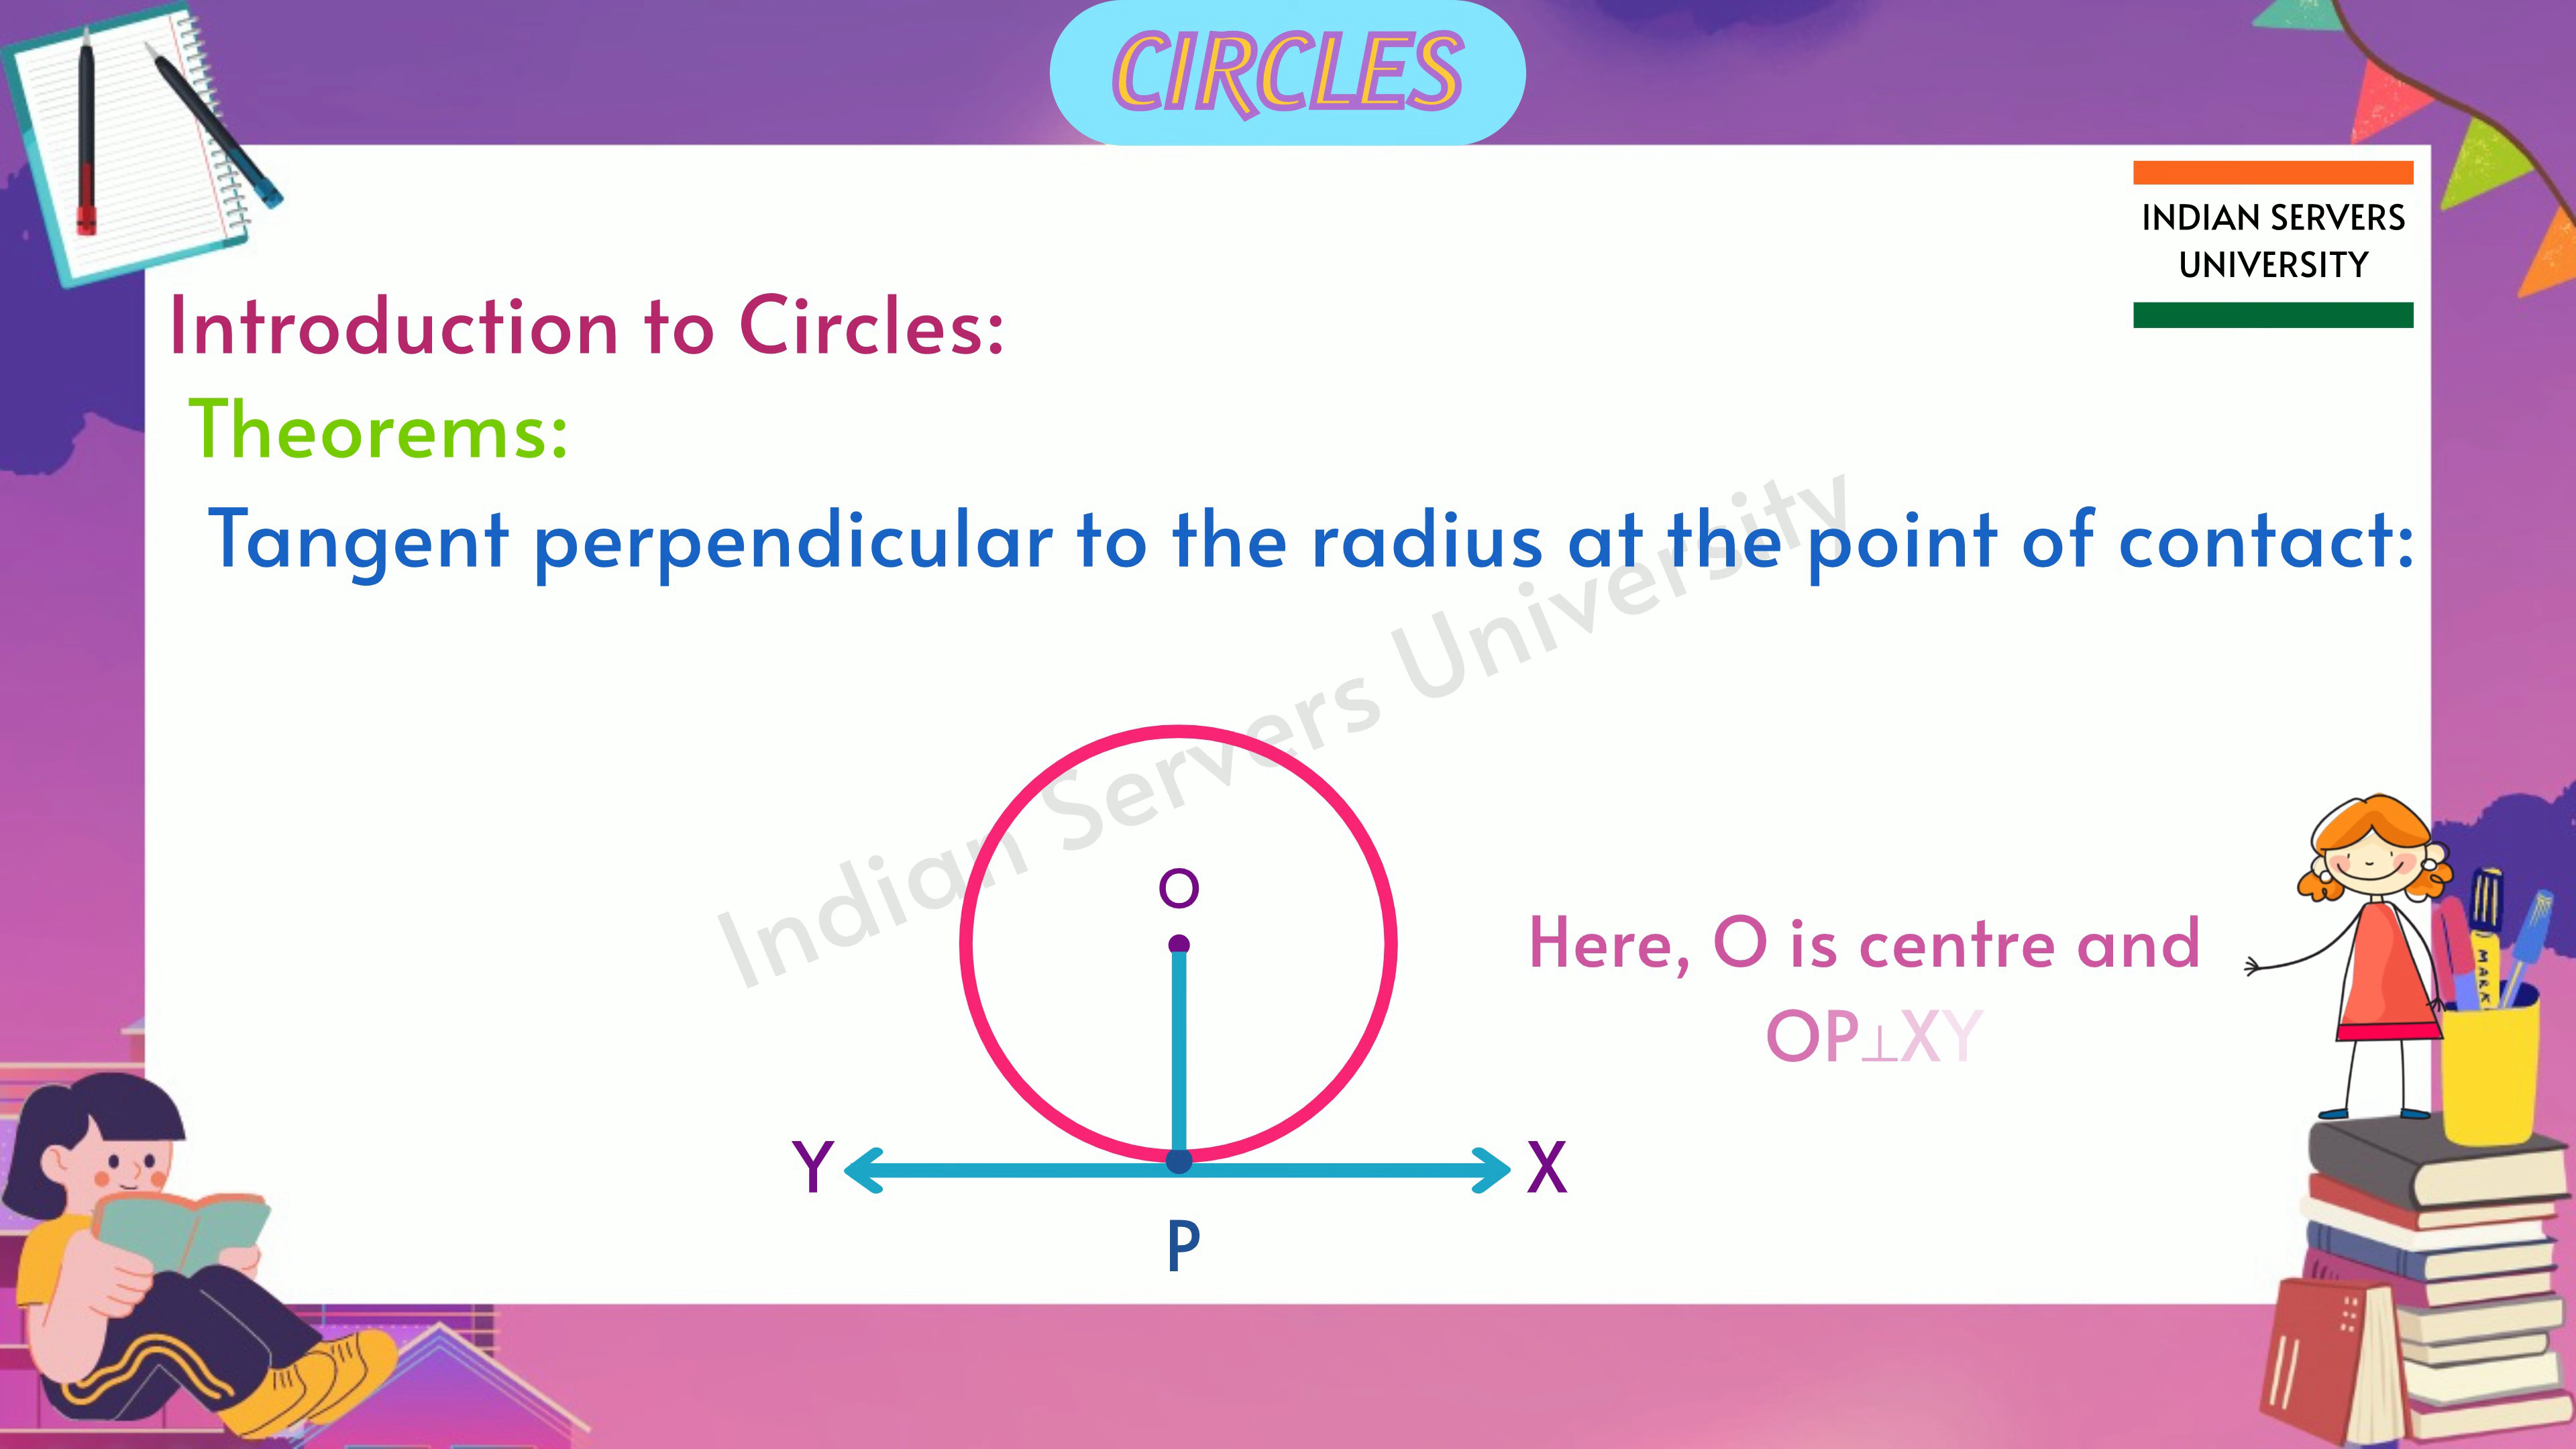 CIRCLES
INDIAN SERVERS
UNIVERSITY
Introduction to Circles:
Theorems:
Tangent perpendicular to the radius at the point of contact:
Indian Servers University
O
Here, O is centre and
OP⊥XY
Y
X
P
MARK